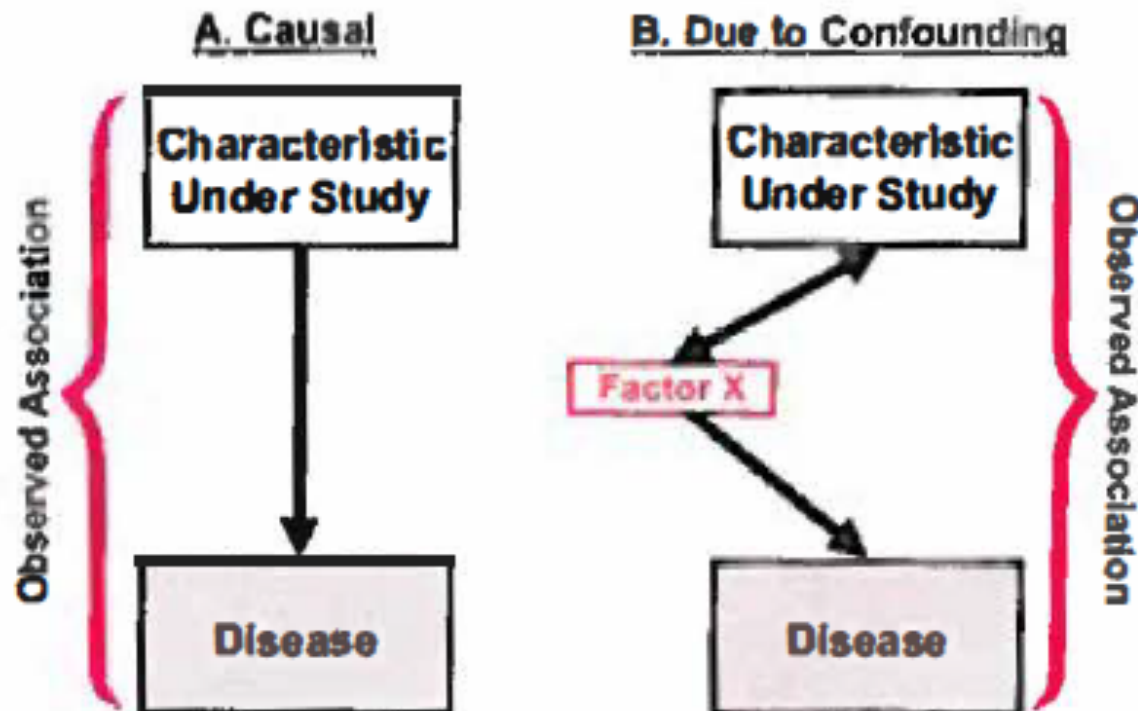 A. Causal
B. Due to Confounding
Observed Association
Characteristic
Under Study
Disease
Characteristic
Under Study
Factor X
Disease
Observed Association